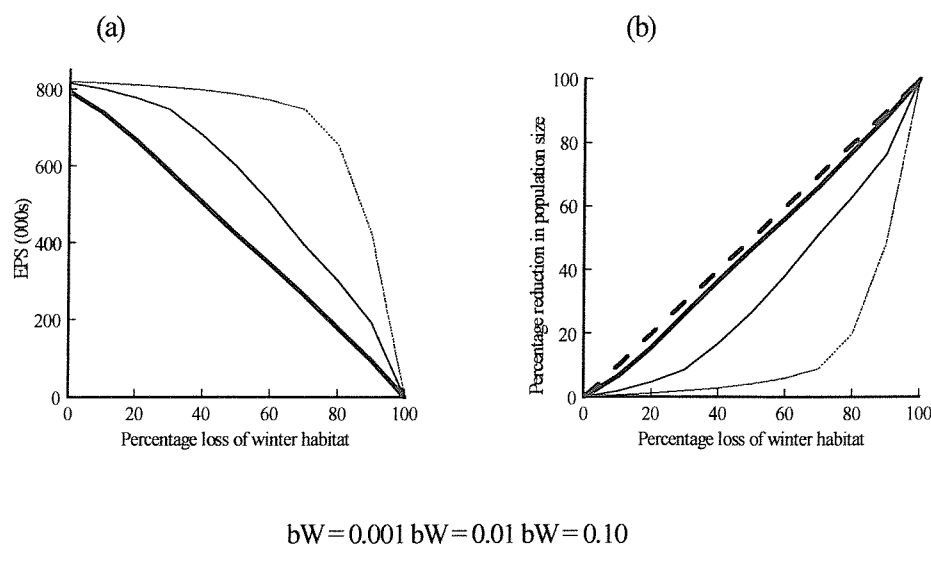 (a)
(b)
EPS (000s)
800
600
400
200
0
0 20 40 60 80 100
Percentage loss of winter habitat
Percentage reduction in population size
100
80
60
40
20
0
0 20 40 60 80 100
Percentage loss of winter habitat
bW=0.001 bW=0.01 bW=0.10